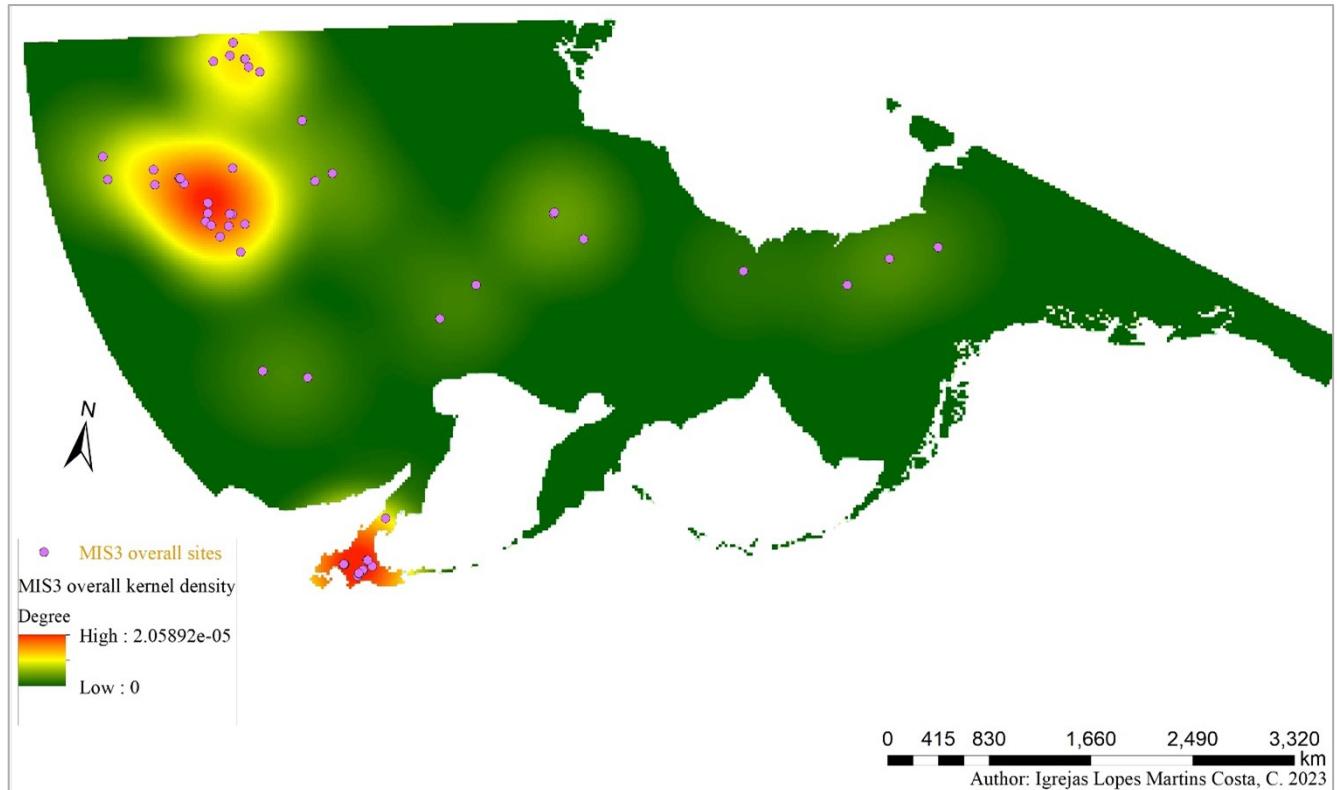 N
MIS3 overall sites
MIS3 overall kernel density
Degree
High : 2.05892e-05
Low : 0
0 415 830 1,660 2,490 3,320
km
Author: Igrejas Lopes Martins Costa, C. 2023